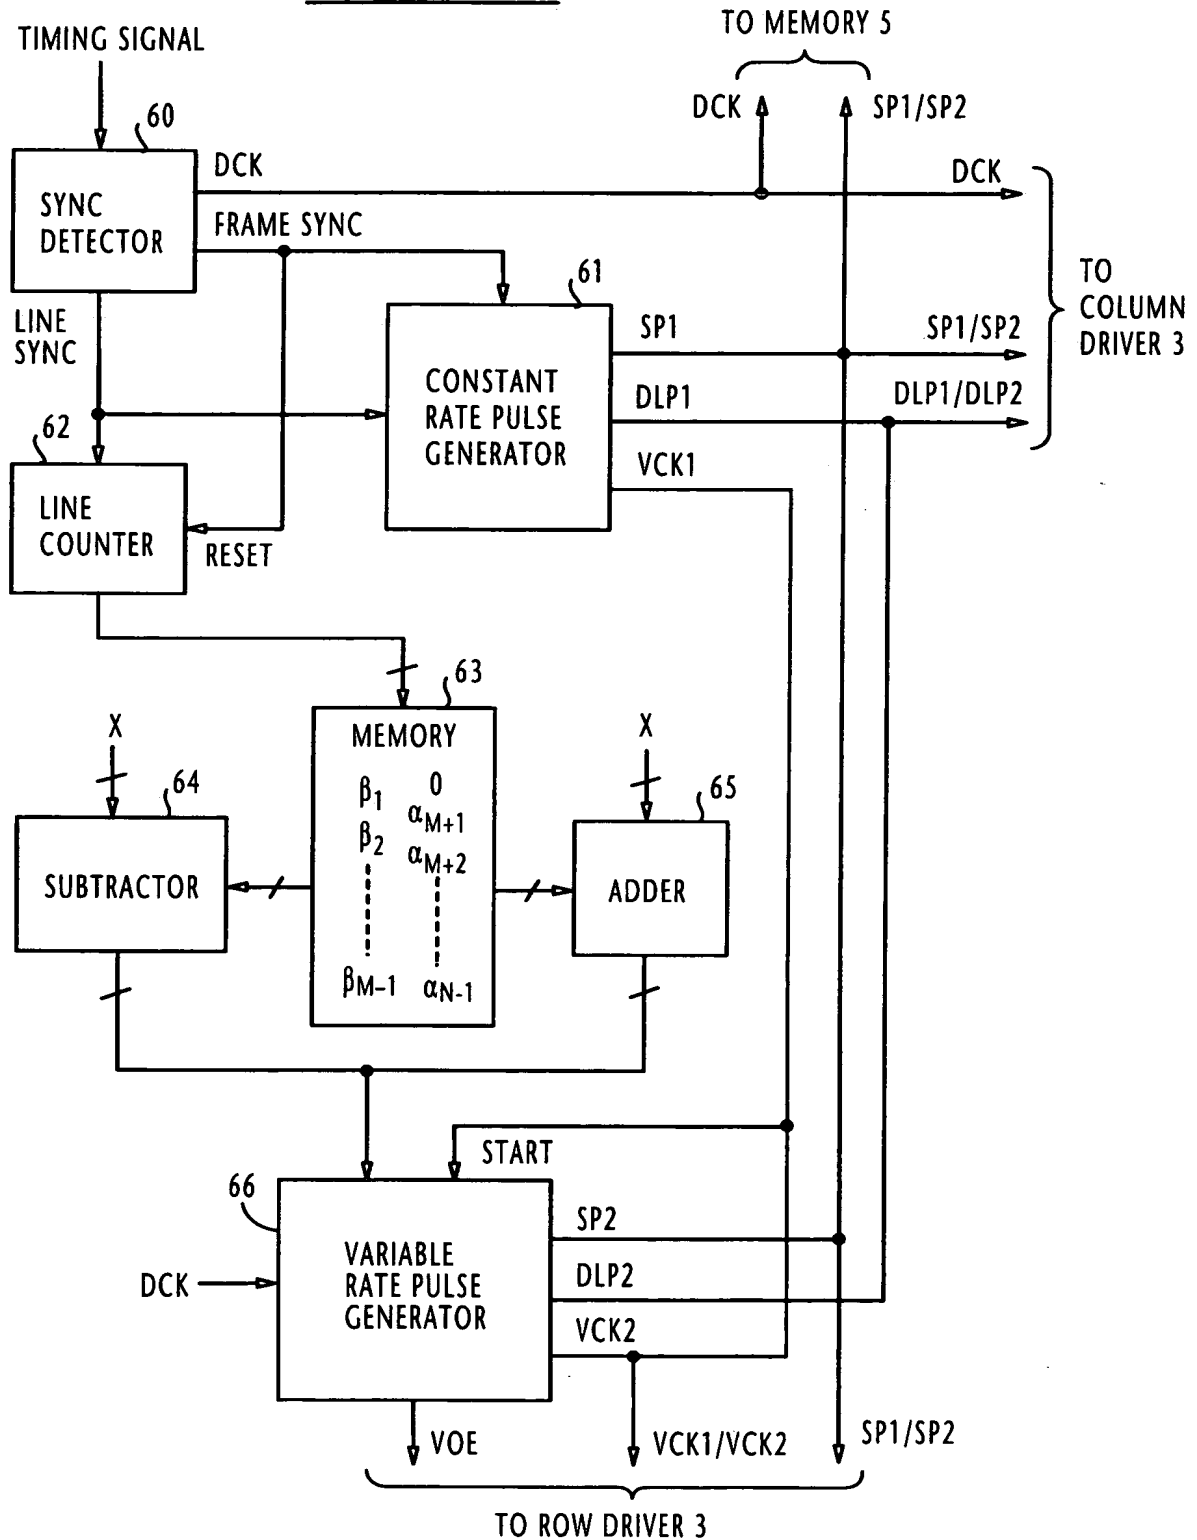 TO MEMORY 5
TIMING SIGNAL
DCK
SP1/SP2
60
SYNC
DETECTOR
DCK
DCK
FRAME SYNC
LINE
SYNC
61
CONSTANT
RATE PULSE
GENERATOR
SP1
SP1/SP2
DLP1
DLP1/DLP2
VCK1
TO
COLUMN
DRIVER 3
62
LINE
COUNTER
RESET
63
MEMORY
β1 0
β2 αM+1
αM+2
βM-1 αN-1
X
64
SUBTRACTOR
X
65
ADDER
START
66
VARIABLE
RATE PULSE
GENERATOR
DCK
SP2
DLP2
VCK2
VOE
VCK1/VCK2
SP1/SP2
TO ROW DRIVER 3